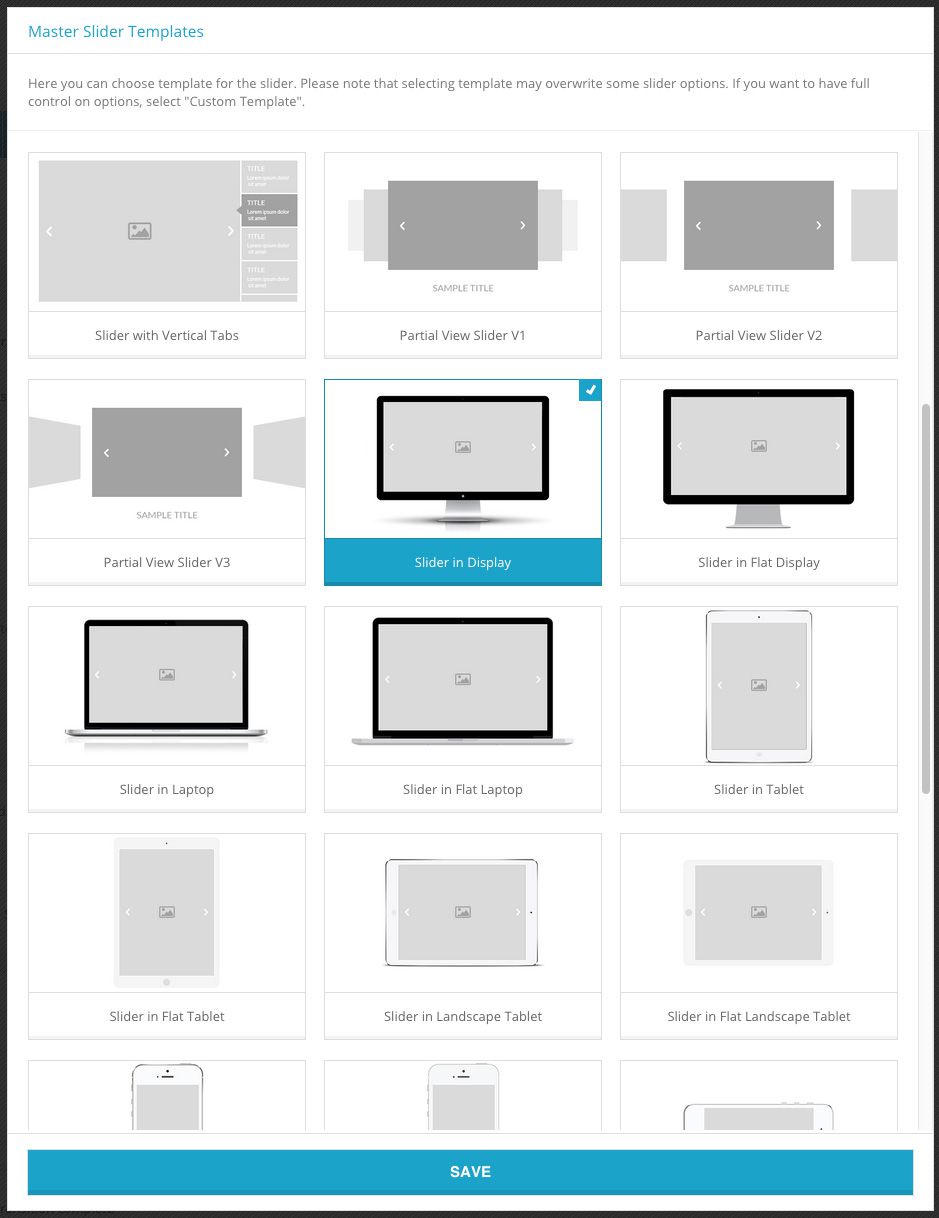 Master Slider Templates
Here you can choose template for the slider. Please note that selecting template may overwrite some slider options. If you want to have full
control on options, select "Custom Template".
TITLE
Lorem ipsum dolor
sit amet
TITLE
Lorem ipsum dolor
sit amet
TITLE
Lorem ipsum dolor
sit amet
TITLE
Lorem ipsum dolor
sit amet
SAMPLE TITLE
SAMPLE TITLE
Slider with Vertical Tabs
Partial View Slider V1
Partial View Slider V2
SAMPLE TITLE
Partial View Slider V3
Slider in Display
Slider in Flat Display
Slider in Laptop
Slider in Flat Laptop
Slider in Tablet
Slider in Flat Tablet
Slider in Landscape Tablet
Slider in Flat Landscape Tablet
SAVE